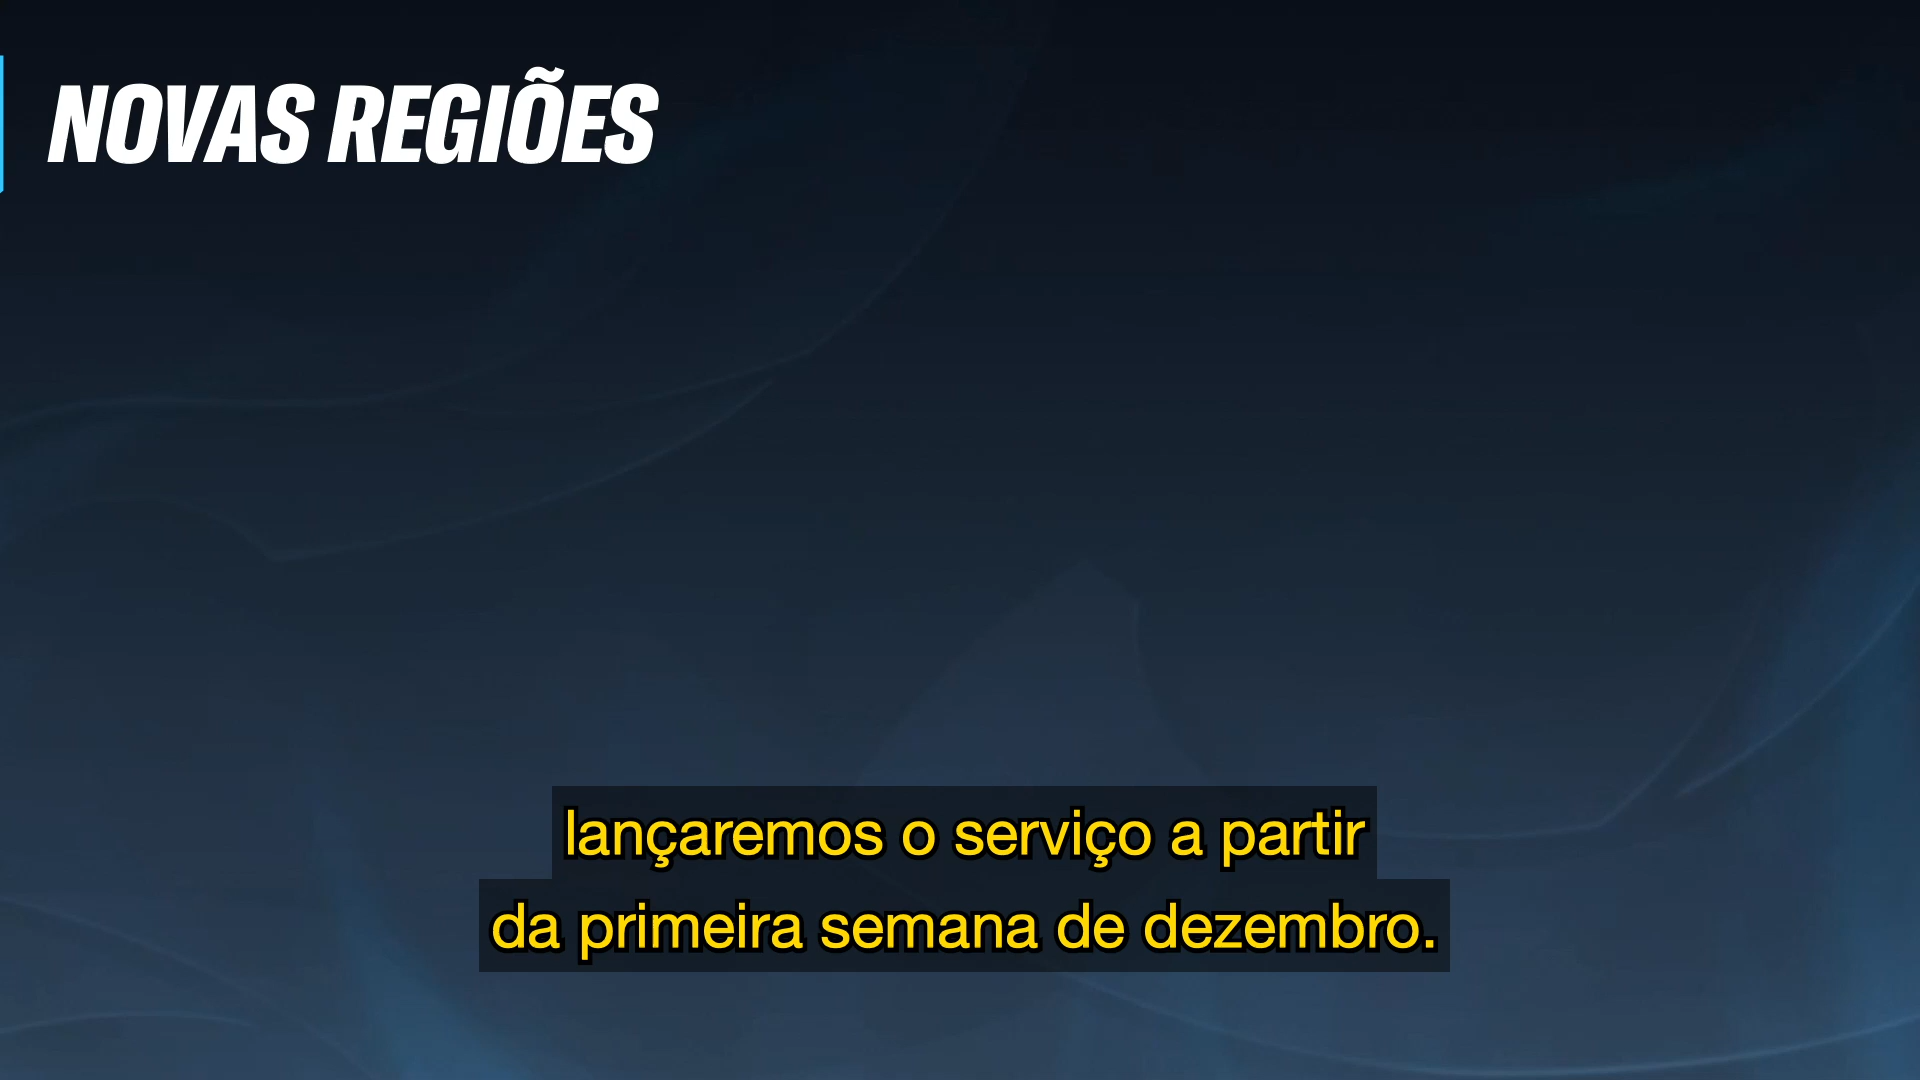 NOVAS REGIÕES
lançaremos o serviço a partir
da primeira semana de dezembro.